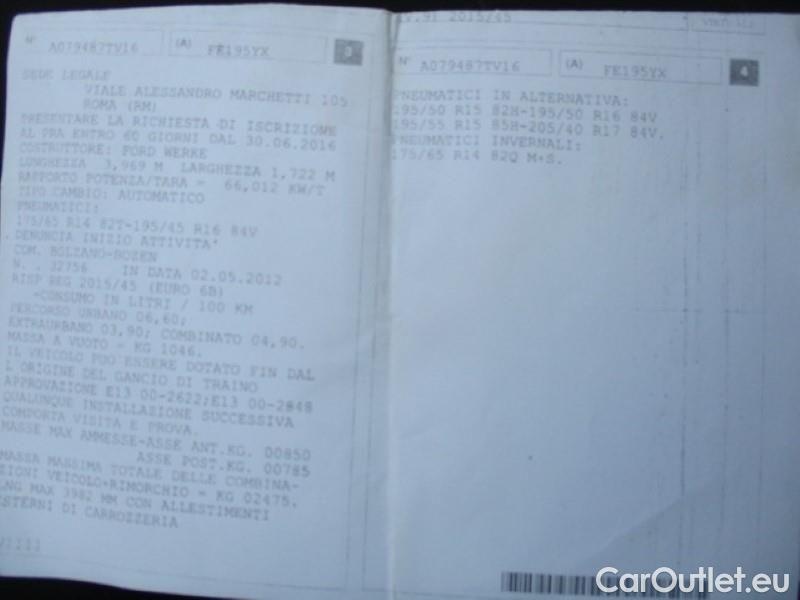 N° A079487TV16 (A) FE195YX 3
SEDE LEGALE
VIALE ALESSANDRO MARCHETTI 105
ROMA (RM)
PRESENTARE LA RICHIESTA DI ISCRIZIONE
AL PRA ENTRO 60 GIORNI DAL 30.06.2016
COSTRUTTORE: FORD WERKE
LUNGHEZZA 3,969 M LARGHEZZA 1,722 M
RAPPORTO POTENZA/TARA = 66,012 KW/T
TIPO CAMBIO: AUTOMATICO
PNEUMATICI:
175/65 R14 82T-195/45 R16 84V
DENUNCIA INIZIO ATTIVITA'
COM. BOLZANO-BOZEN
N. . 32756 IN DATA 02.05.2012
RISP REG 2015/45 (EURO 6B)
-CONSUMO IN LITRI / 100 KM
PERCORSO URBANO 06,60;
EXTRAURBANO 03,90; COMBINATO 04,90.
MASSA A VUOTO = KG 1046.
IL VEICOLO PUO' ESSERE DOTATO FIN DAL
L ORIGINE DEL GANCIO DI TRAINO
APPROVAZIONE E13 00-2622;E13 00-2848
QUALUNQUE INSTALLAZIONE SUCCESSIVA
COMPORTA VISITA E PROVA.
MASSE MAX AMMESSE-ASSE ANT.KG. 00850
ASSE POST.KG. 00785
MASSA MASSIMA TOTALE DELLE COMBINA-
ZIONI VEICOLO+RIMORCHIO = KG 02475.
LNG MAX 3982 MM CON ALLESTIMENTI
ESTERNI DI CARROZZERIA
2015/45
N° A079487TV16 (A) FE195YX 4
PNEUMATICI IN ALTERNATIVA:
195/50 R15 82H-195/50 R16 84V
195/55 R15 85H-205/40 R17 84V.
PNEUMATICI INVERNALI:
175/65 R14 82Q M+S.
CarOutlet.eu